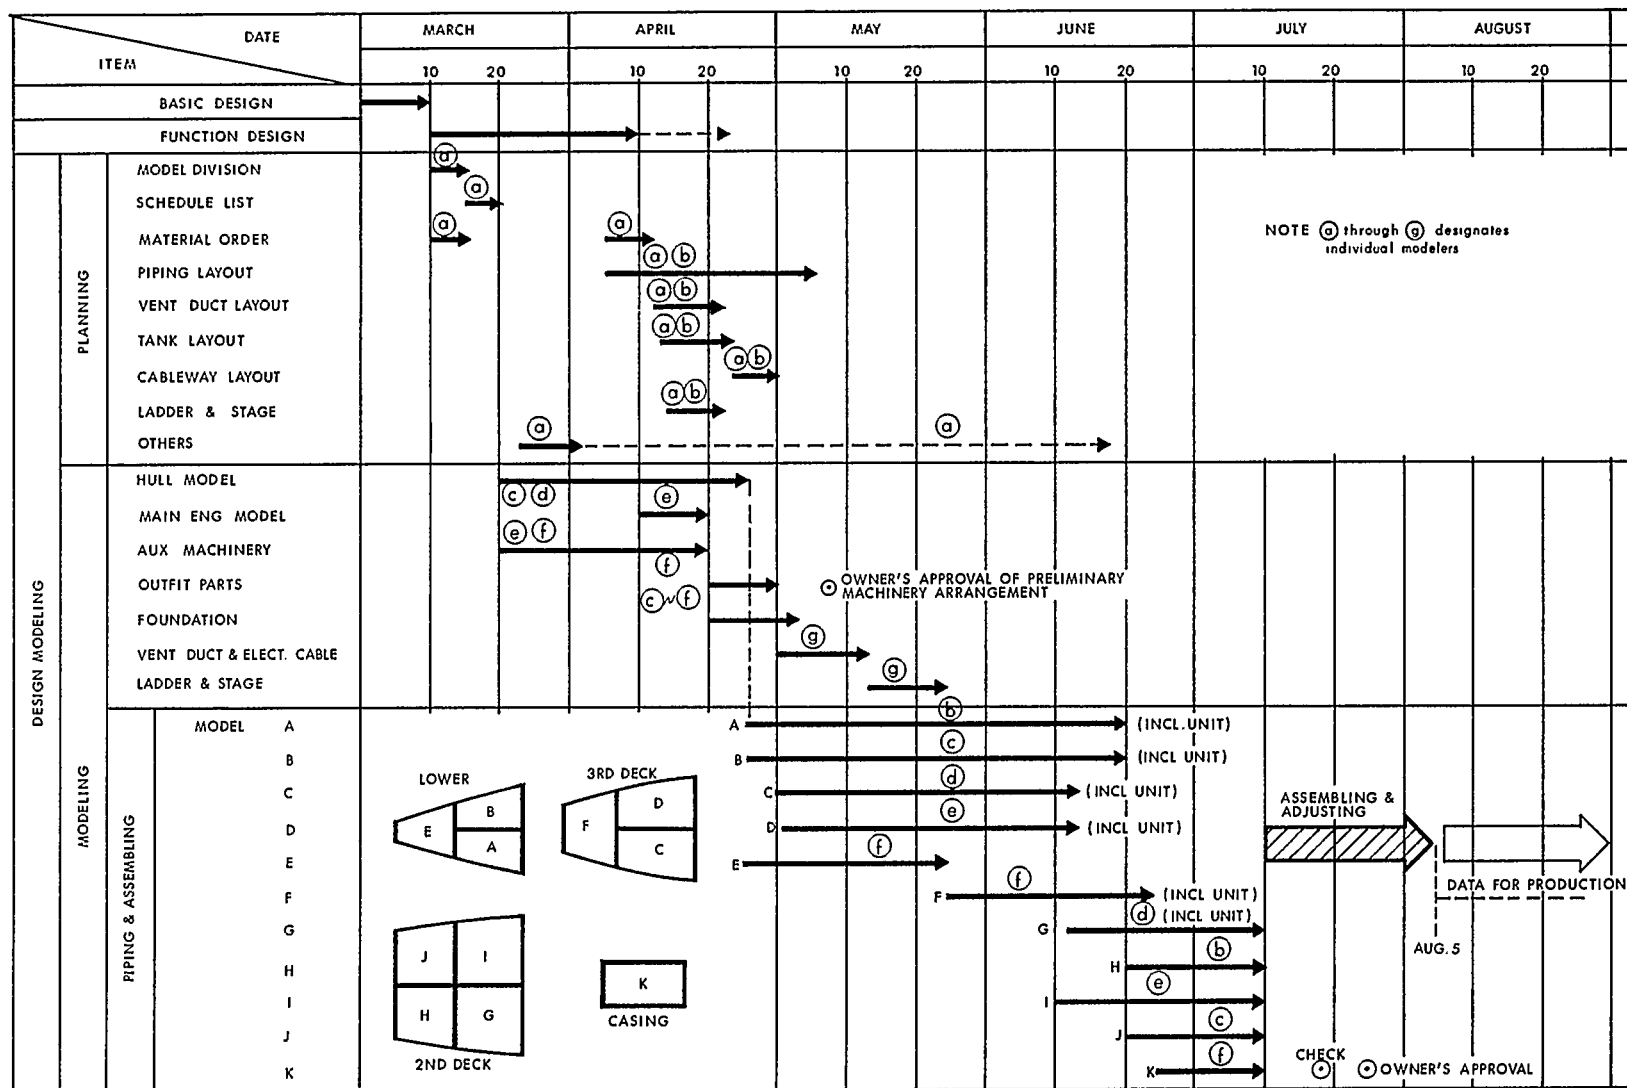 DATE
ITEM
MARCH APRIL MAY JUNE JULY AUGUST
10 20 10 20 10 20 10 20 10 20 10 20
BASIC DESIGN
FUNCTION DESIGN
DESIGN MODELING
PLANNING
MODEL DIVISION a
SCHEDULE LIST a
MATERIAL ORDER a a
NOTE a through g designates
individual modelers
PIPING LAYOUT a b
VENT DUCT LAYOUT a b
TANK LAYOUT a b
CABLEWAY LAYOUT a b
LADDER & STAGE a b
OTHERS a a
MODELING
HULL MODEL c d
MAIN ENG MODEL e
AUX MACHINERY e f
OUTFIT PARTS f
OWNER'S APPROVAL OF PRELIMINARY
MACHINERY ARRANGEMENT
FOUNDATION c~f
VENT DUCT & ELECT. CABLE g
LADDER & STAGE g
PIPING & ASSEMBLING
MODEL A A b (INCL. UNIT)
B B c (INCL UNIT)
C C d (INCL UNIT)
D D e (INCL UNIT)
E E f
F F f (INCL UNIT)
G G d (INCL UNIT)
H H b
I I e
J J c
K K f
LOWER
E B A
3RD DECK
F D C
J I
H G
2ND DECK
K
CASING
ASSEMBLING &
ADJUSTING
DATA FOR PRODUCTION
AUG. 5
CHECK
OWNER'S APPROVAL